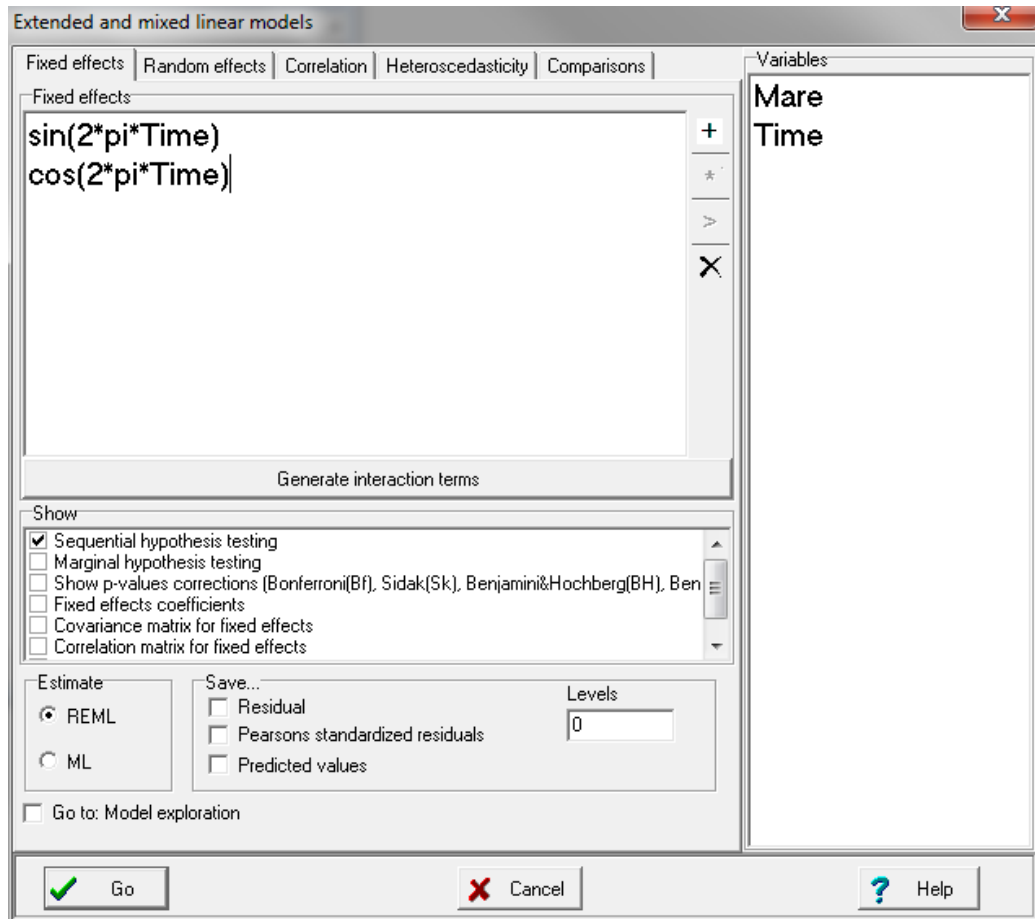 Extended and mixed linear models
x
Fixed effects Random effects Correlation Heteroscedasticity Comparisons
Fixed effects
sin(2*pi*Time)
cos(2*pi*Time)
+
*
>
Generate interaction terms
Show
Sequential hypothesis testing
Marginal hypothesis testing
Show p-values corrections (Bonferroni(Bf), Sidak(Sk), Benjamini&Hochberg(BH), Ben
Fixed effects coefficients
Covariance matrix for fixed effects
Correlation matrix for fixed effects
Estimate
REML
ML
Save...
Residual
Pearsons standardized residuals
Predicted values
Levels
0
Go to: Model exploration
Variables
Mare
Time
Go Cancel ? Help